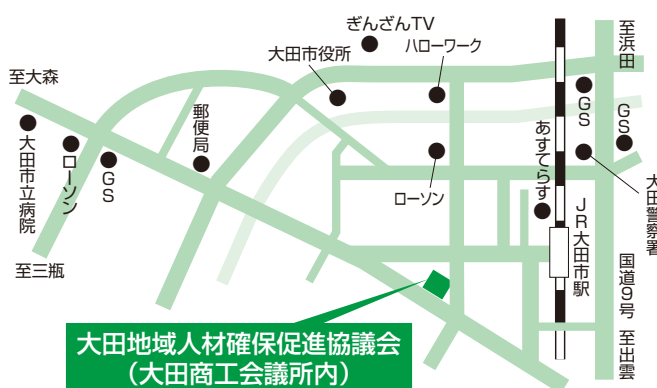 ぎんざんTV
大田市役所
ハローワーク
至浜田
至大森
郵便局
GS
GS
あすてらす
大田市立病院
ローソン
GS
ローソン
大田警察署
JR大田市駅
至三瓶
国道9号
至出雲
大田地域人材確保促進協議会
（大田商工会議所内）